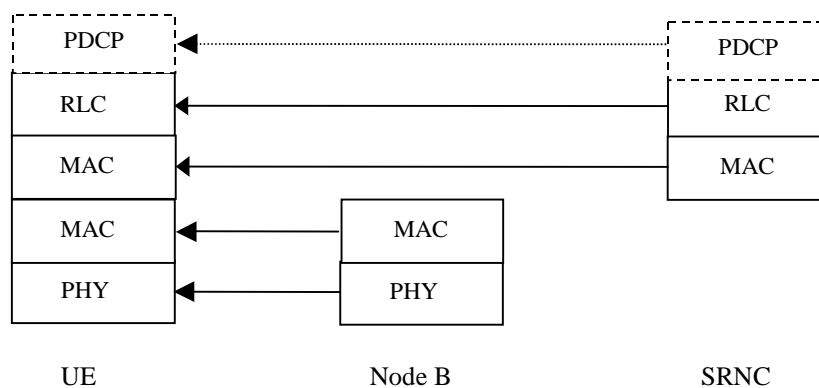 PDCP PDCP
RLC RLC
MAC MAC
MAC MAC
PHY PHY
UE Node B SRNC